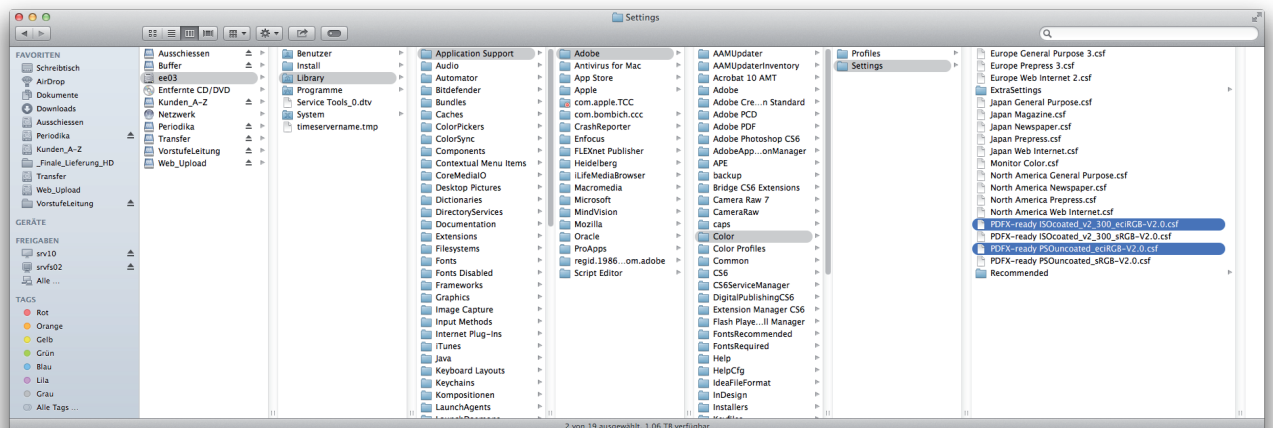 Settings
FAVORITEN
Schreibtisch
AirDrop
Dokumente
Downloads
Ausschiessen
Periodika
Kunden_A-Z
_Finale_Lieferung_HD
Transfer
Web_Upload
VorstufeLeitung
GERÄTE
FREIGABEN
srv10
srvfs02
Alle ...
TAGS
Rot
Orange
Gelb
Grün
Blau
Lila
Grau
Alle Tags ...
Ausschiessen
Buffer
ee03
Entfernte CD/DVD
Kunden_A-Z
Netzwerk
Periodika
Transfer
VorstufeLeitung
Web_Upload
Benutzer
Install
Library
Programme
Service Tools_0.dtv
System
timeservername.tmp
Application Support
Audio
Automator
Bitdefender
Bundles
Caches
ColorPickers
ColorSync
Components
Contextual Menu Items
CoreMediaIO
Desktop Pictures
Dictionaries
DirectoryServices
Documentation
Extensions
Filesystems
Fonts
Fonts Disabled
Frameworks
Graphics
Image Capture
Input Methods
Internet Plug-Ins
iTunes
Java
Keyboard Layouts
Keychains
Kompositionen
LaunchAgents
LaunchDaemons
Adobe
Antivirus for Mac
App Store
Apple
com.apple.TCC
com.bombich.ccc
CrashReporter
Enfocus
FLEXnet Publisher
Heidelberg
iLifeMediaBrowser
Macromedia
Microsoft
MindVision
Mozilla
Oracle
ProApps
regid.1986...om.adobe
Script Editor
AAMUpdater
AAMUpdaterInventory
Acrobat 10 AMT
Adobe
Adobe Cre...n Standard
Adobe PCD
Adobe PDF
Adobe Photoshop CS6
AdobeApp...onManager
APE
backup
Bridge CS6 Extensions
Camera Raw 7
CameraRaw
caps
Color
Color Profiles
Common
CS6
CS6ServiceManager
DigitalPublishingCS6
Extension Manager CS6
Flash Playe...ll Manager
FontsRecommended
FontsRequired
Help
HelpCfg
IdeaFileFormat
InDesign
Installers
Keyfiles
Profiles
Settings
Europe General Purpose 3.csf
Europe Prepress 3.csf
Europe Web Internet 2.csf
ExtraSettings
Japan General Purpose.csf
Japan Magazine.csf
Japan Newspaper.csf
Japan Prepress.csf
Japan Web Internet.csf
Monitor Color.csf
North America General Purpose.csf
North America Newspaper.csf
North America Prepress.csf
North America Web Internet.csf
PDFX-ready ISOcoated_v2_300_eciRGB-V2.0.csf
PDFX-ready ISOcoated_v2_300_sRGB-V2.0.csf
PDFX-ready PSOuncoated_eciRGB-V2.0.csf
PDFX-ready PSOuncoated_sRGB-V2.0.csf
Recommended
2 von 19 ausgewählt, 1,06 TB verfügbar